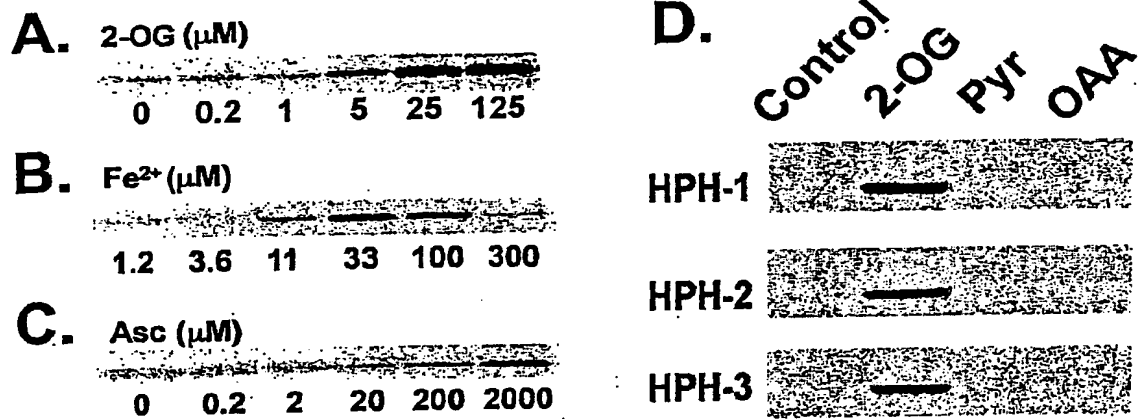 A.
2-OG (µM)
0 0.2 1 5 25 125
B.
Fe²⁺ (µM)
1.2 3.6 11 33 100 300
C.
Asc (µM)
0 0.2 2 20 200 2000
D.
Control 2-OG Pyr OAA
HPH-1
HPH-2
HPH-3